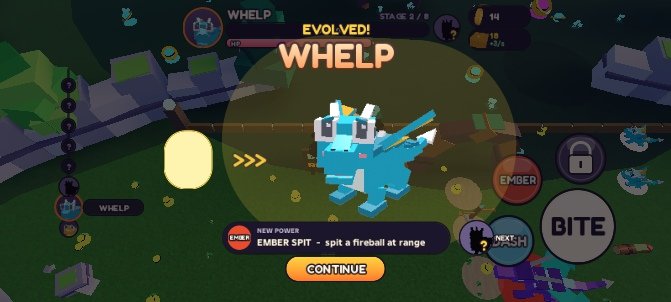 WHELP
STAGE 2 / 8
14
HP
18
+3/s
EVOLVED!
WHELP
?
?
?
?
?
>>>
EMBER
WHELP
BITE
NEW POWER
EMBER
EMBER SPIT - spit a fireball at range
?
NEXT
DASH
CONTINUE